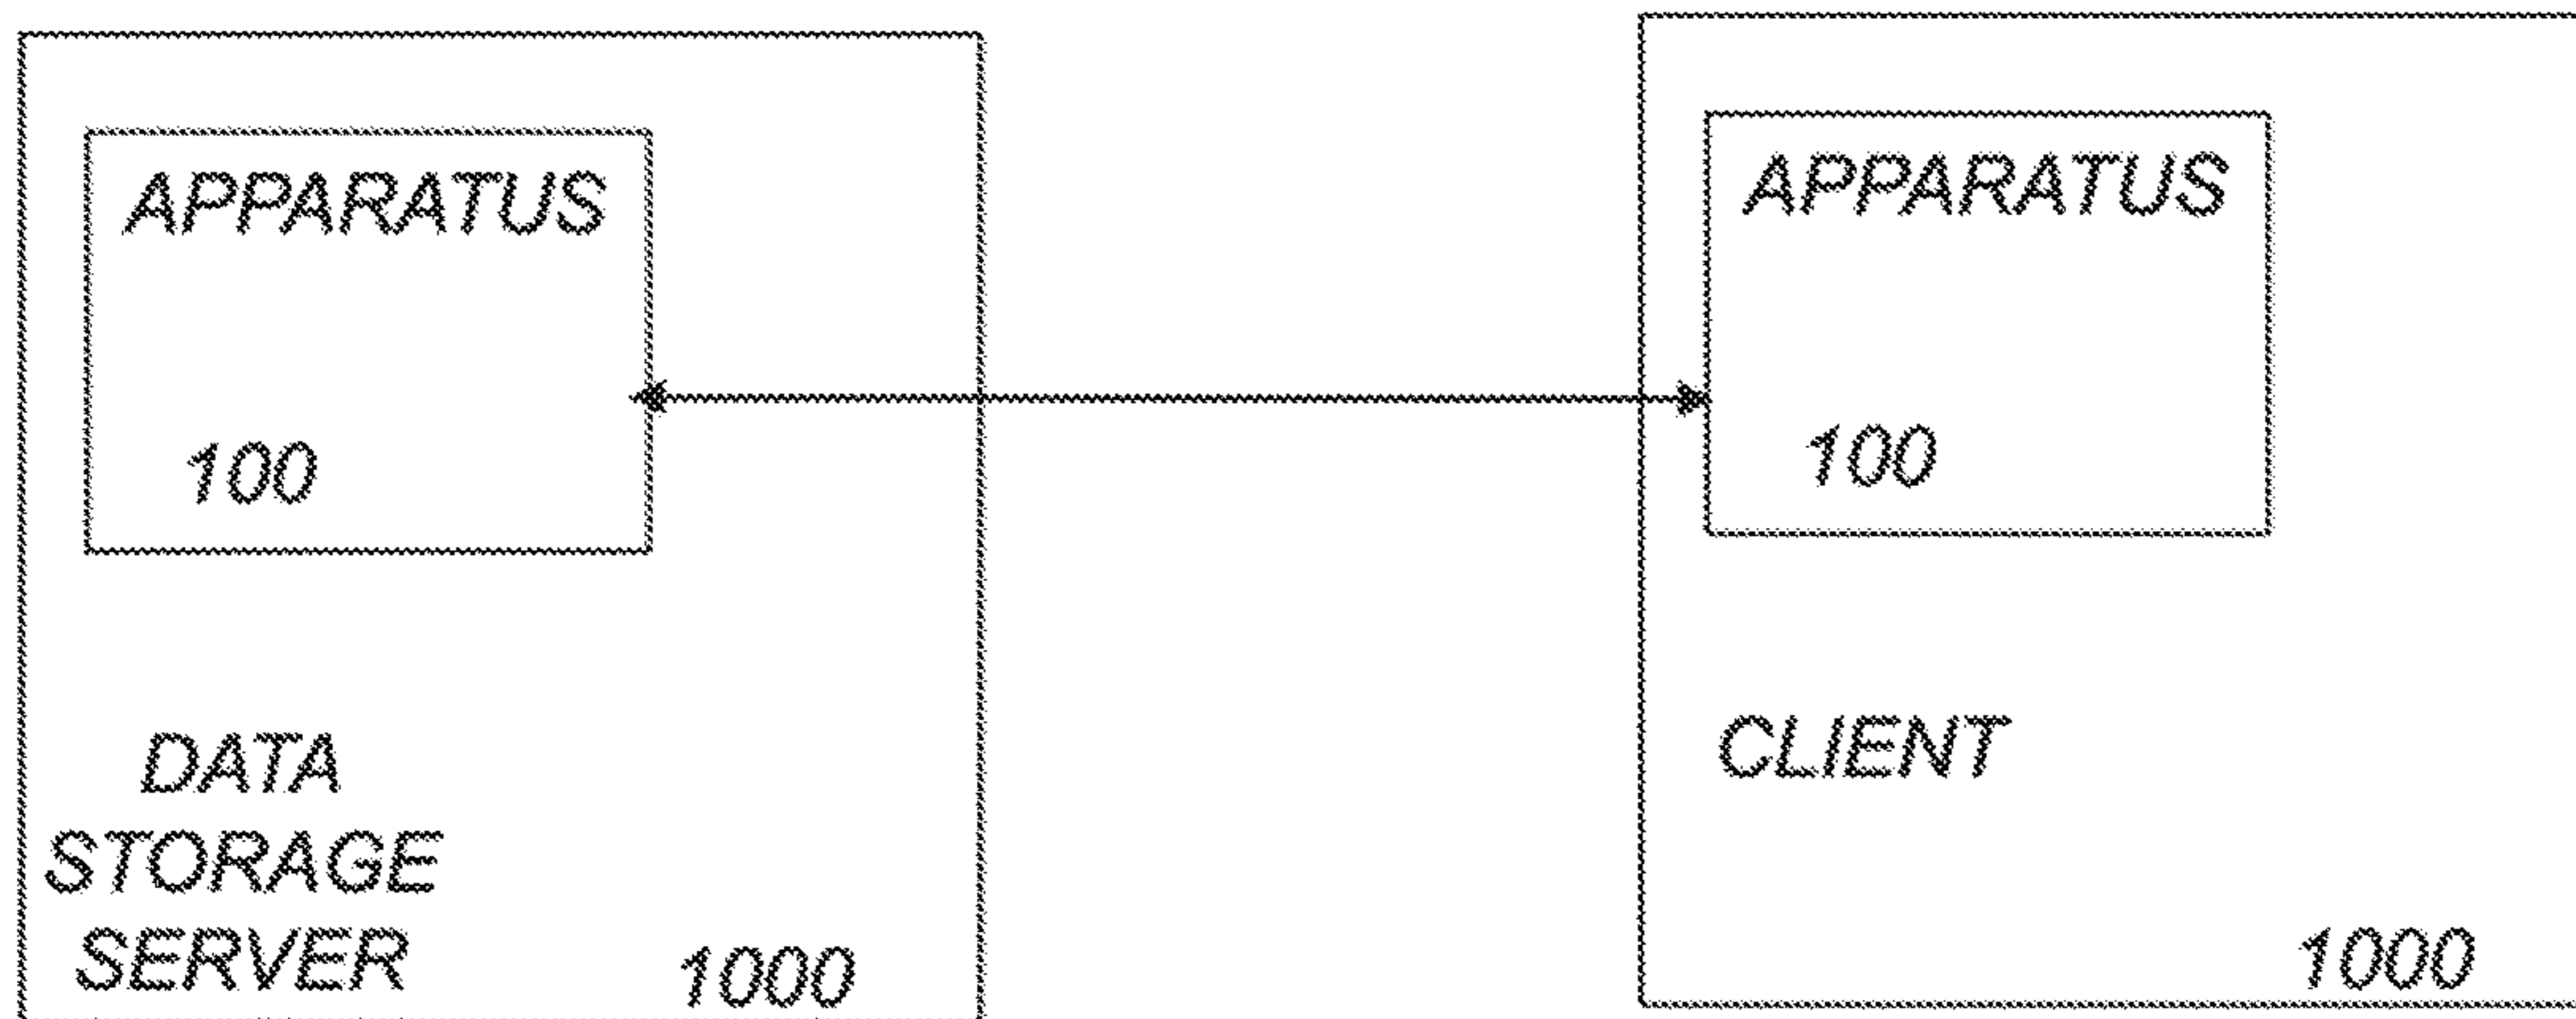 APPARATUS
100
DATA
STORAGE
SERVER
1000
APPARATUS
100
CLIENT
1000